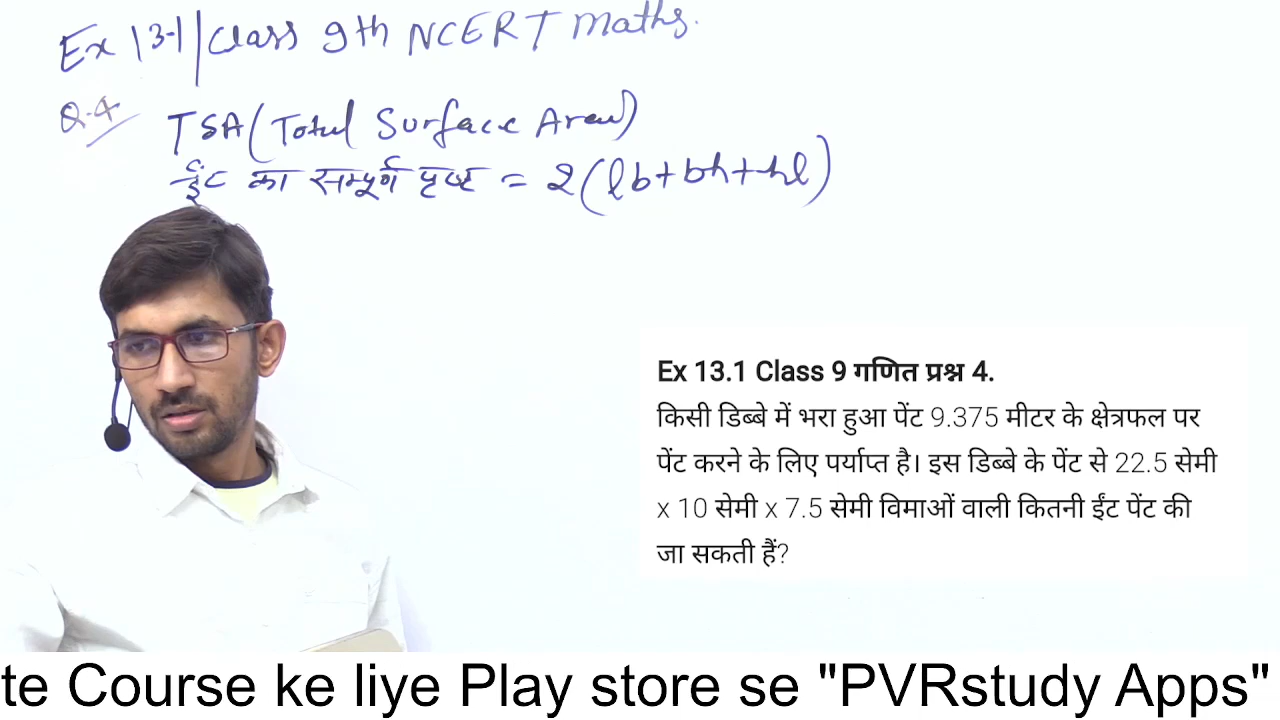 Ex 13.1 | Class 9th NCERT Maths.
Q.4 TSA (Total Surface Area)
ईंट का सम्पूर्ण पृष्ठ = 2(lb+bh+hl)
Ex 13.1 Class 9 गणित प्रश्न 4.
किसी डिब्बे में भरा हुआ पेंट 9.375 मीटर के क्षेत्रफल पर
पेंट करने के लिए पर्याप्त है। इस डिब्बे के पेंट से 22.5 सेमी
x 10 सेमी x 7.5 सेमी विमाओं वाली कितनी ईंट पेंट की
जा सकती हैं?
te Course ke liye Play store se "PVRstudy Apps"